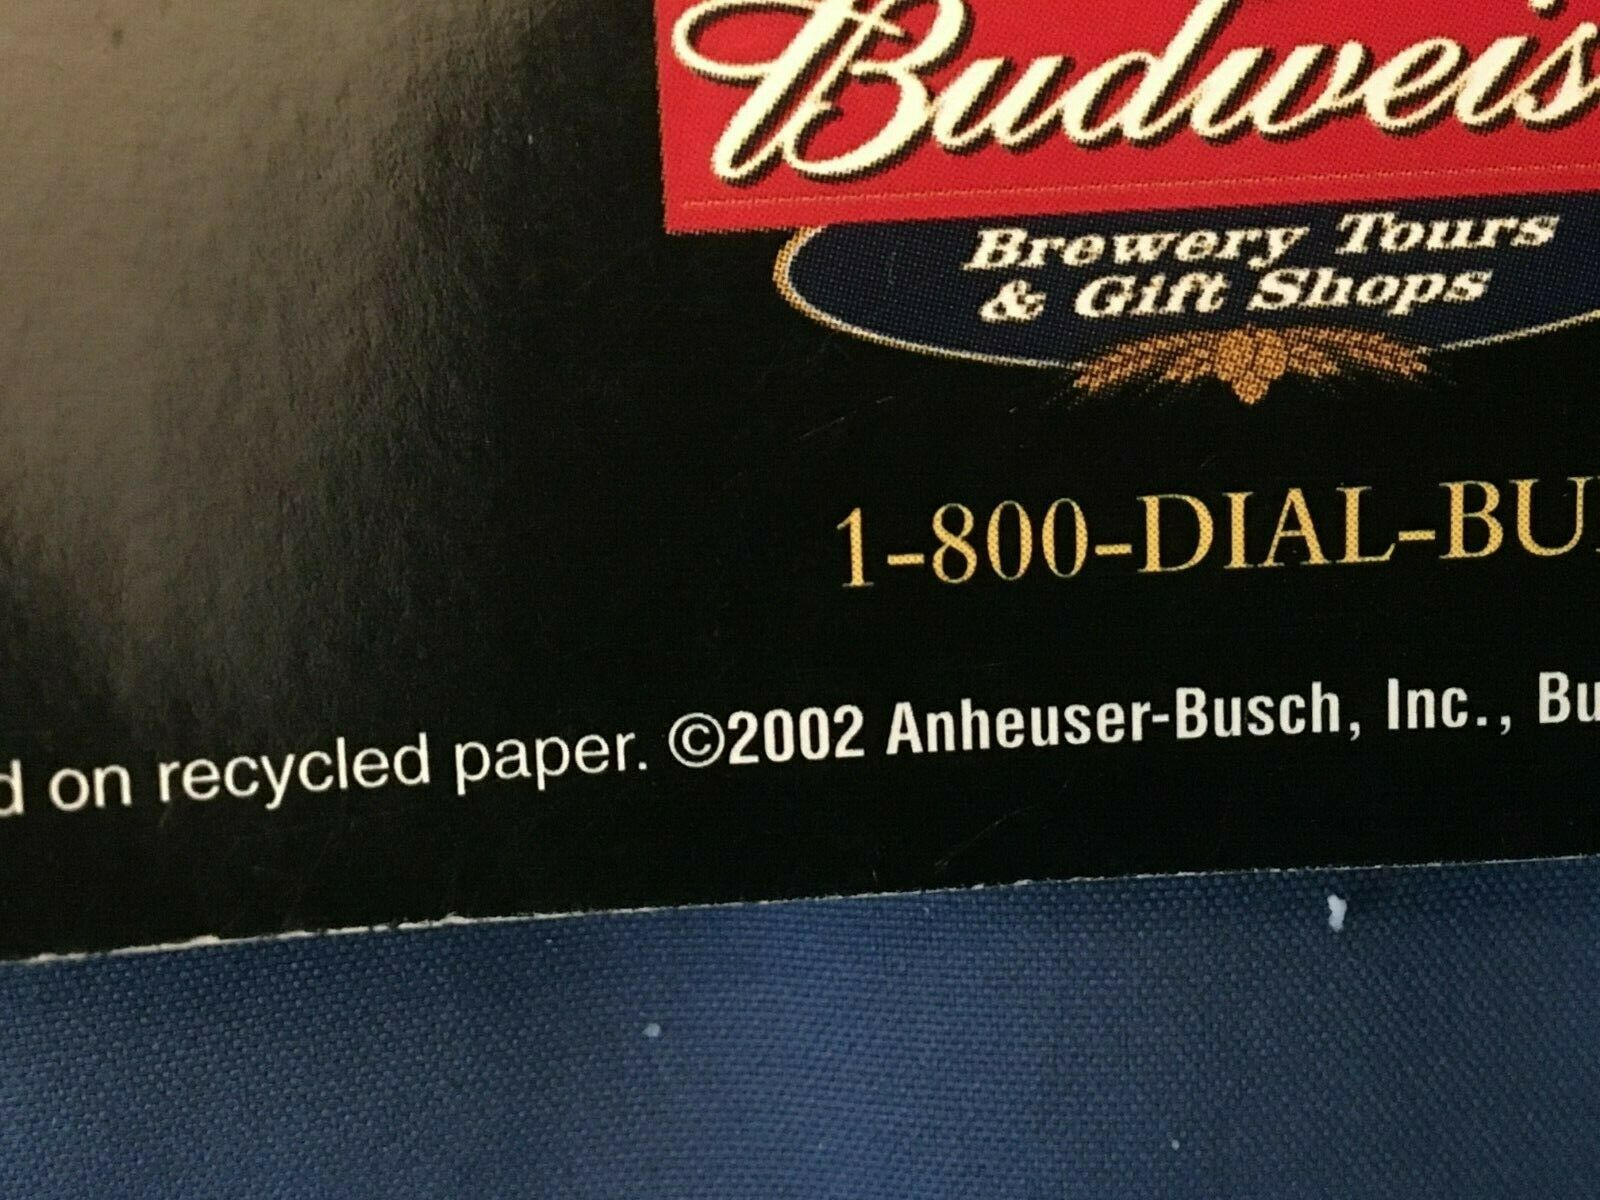 Budweis
Brewery Tours
& Gift Shops
1-800-DIAL-BU
d on recycled paper. ©2002 Anheuser-Busch, Inc., Bu